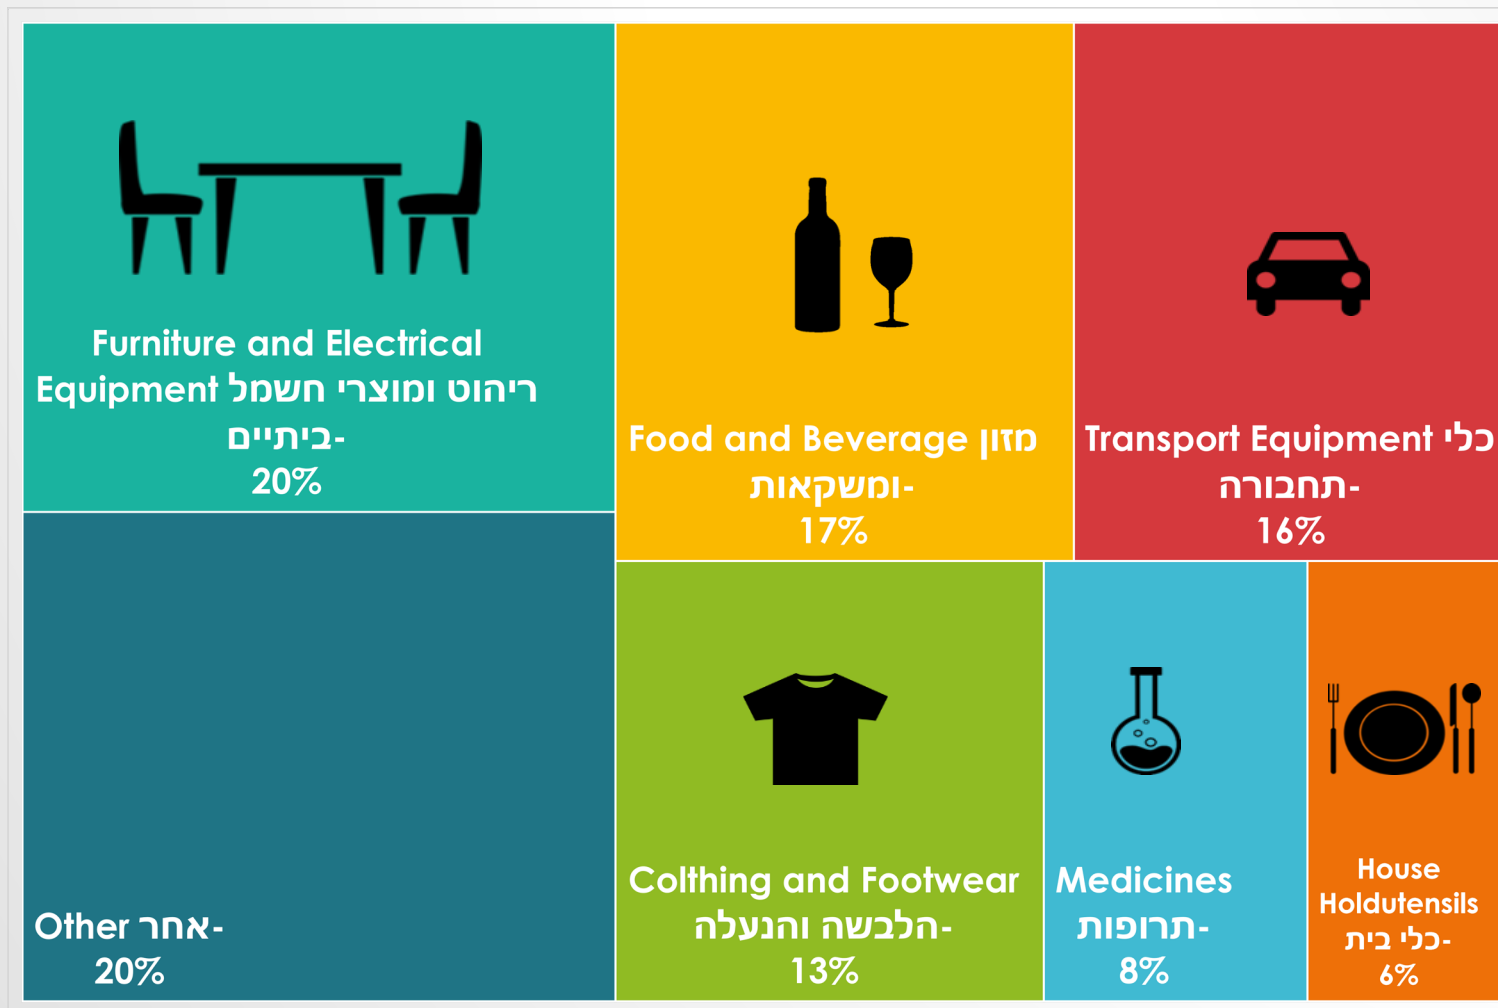 Furniture and Electrical
Equipment ריהוט ומוצרי חשמל
ביתיים-
20%
Food and Beverage מזון
ומשקאות-
17%
Transport Equipment כלי
תחבורה-
16%
Other אחר-
20%
Colthing and Footwear
הלבשה והנעלה-
13%
Medicines
תרופות-
8%
House
Holdutensils
כלי בית-
6%